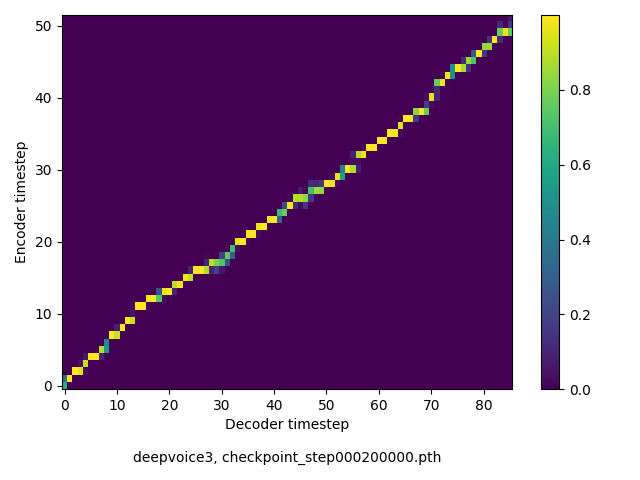 50
40
30
20
10
0
Encoder timestep
0 10 20 30 40 50 60 70 80
Decoder timestep
0.8
0.6
0.4
0.2
0.0
deepvoice3, checkpoint_step000200000.pth